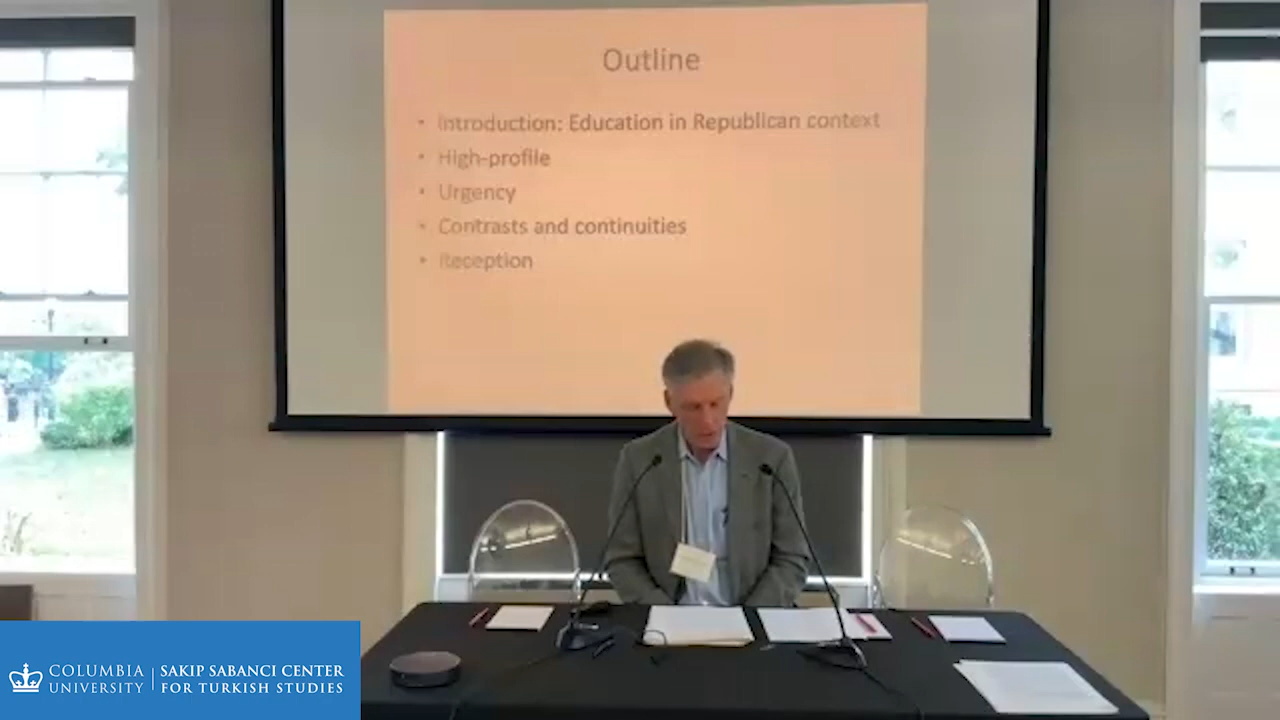 Outline
• Introduction: Education in Republican context
• High-profile
• Urgency
• Contrasts and continuities
• Reception
COLUMBIA UNIVERSITY | SAKIP SABANCI CENTER FOR TURKISH STUDIES